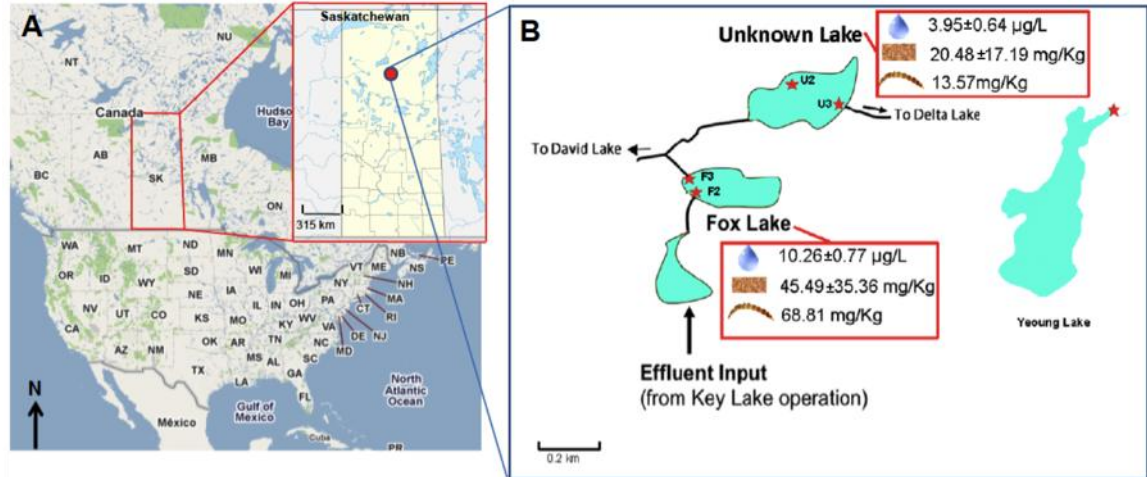 A
Canada
NT
NU
Hudson
Bay
BC
AB
SK
MB
ON
WA
MT
ND
MN
OR
ID
WY
SD
WI
MI
VT
ME
NB
PE
NS
NY
NH
MA
RI
CT
NJ
DE
MD
NV
UT
CO
NE
IA
IL
IN
OH
PA
KS
MO
KY
VA
CA
AZ
NM
OK
AR
TN
NC
SC
TX
MS
AL
GA
LA
FL
North
Atlantic
Ocean
Gulf of
Mexico
México
Cuba
PR
N
Saskatchewan
315 km
B
Unknown Lake
3.95±0.64 µg/L
20.48±17.19 mg/Kg
13.57mg/Kg
U2
U3
To Delta Lake
To David Lake
F3
F2
Fox Lake
10.26±0.77 µg/L
45.49±35.36 mg/Kg
68.81 mg/Kg
Yeoung Lake
Effluent Input
(from Key Lake operation)
0.2 km